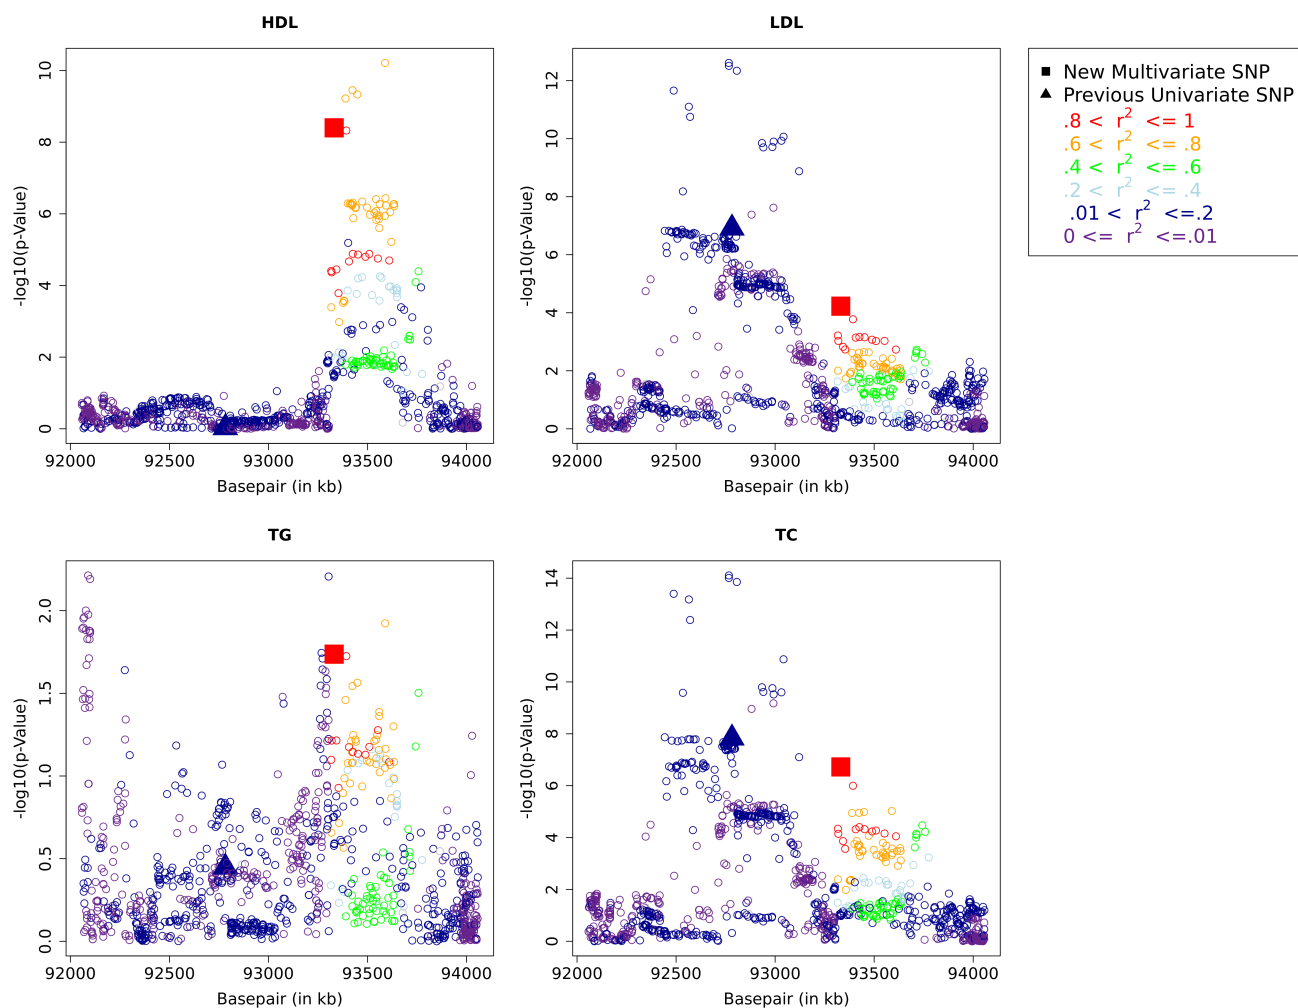 HDL
-log10(p-Value)
0 2 4 6 8 10
92000 92500 93000 93500 94000
Basepair (in kb)
LDL
-log10(p-Value)
0 2 4 6 8 10 12
92000 92500 93000 93500 94000
Basepair (in kb)
New Multivariate SNP
Previous Univariate SNP
.8 < r² <= 1
.6 < r² <= .8
.4 < r² <= .6
.2 < r² <= .4
.01 < r² <=.2
0 <= r² <=.01
TG
-log10(p-Value)
0.0 0.5 1.0 1.5 2.0
92000 92500 93000 93500 94000
Basepair (in kb)
TC
-log10(p-Value)
0 2 4 6 8 10 12 14
92000 92500 93000 93500 94000
Basepair (in kb)